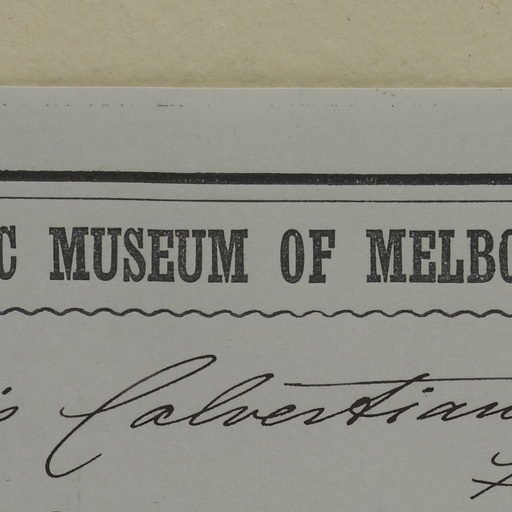 C MUSEUM OF MELBO
s Calvertian